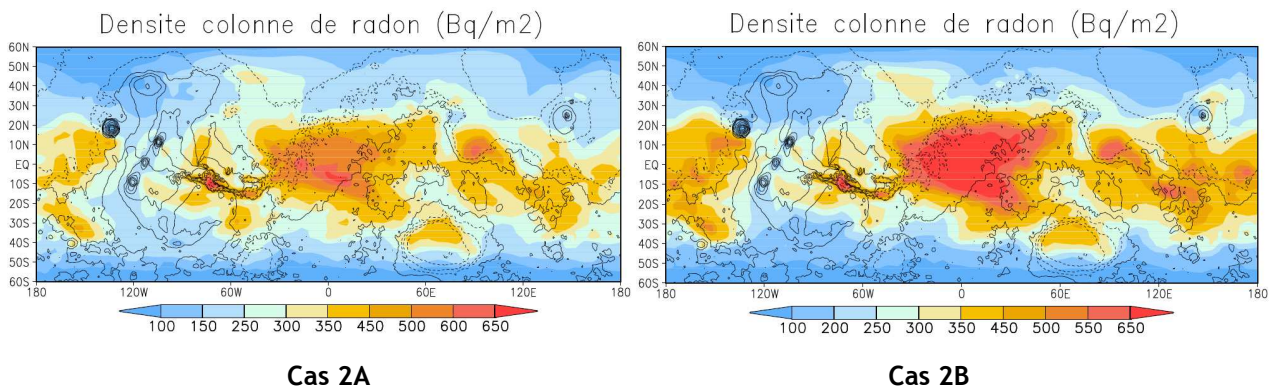 Densite colonne de radon (Bq/m2)
60N
50N
40N
30N
20N
10N
EQ
10S
20S
30S
40S
50S
60S
180 120W 60W 0 60E 120E 180
100 150 250 300 350 450 500 600 650
Cas 2A
Densite colonne de radon (Bq/m2)
60N
50N
40N
30N
20N
10N
EQ
10S
20S
30S
40S
50S
60S
180 120W 60W 0 60E 120E 180
100 200 250 300 350 450 500 550 650
Cas 2B